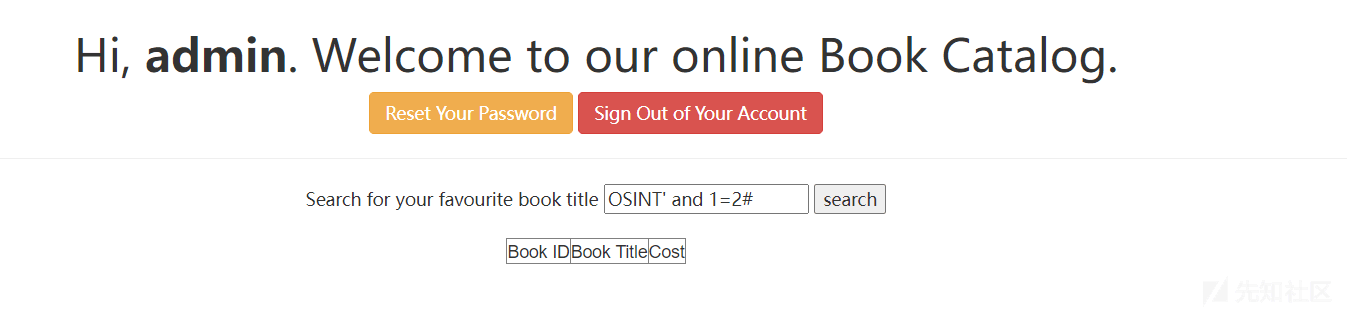 Hi, admin. Welcome to our online Book Catalog.
Reset Your Password Sign Out of Your Account
Search for your favourite book title OSINT' and 1=2# search
Book ID Book Title Cost
先知社区